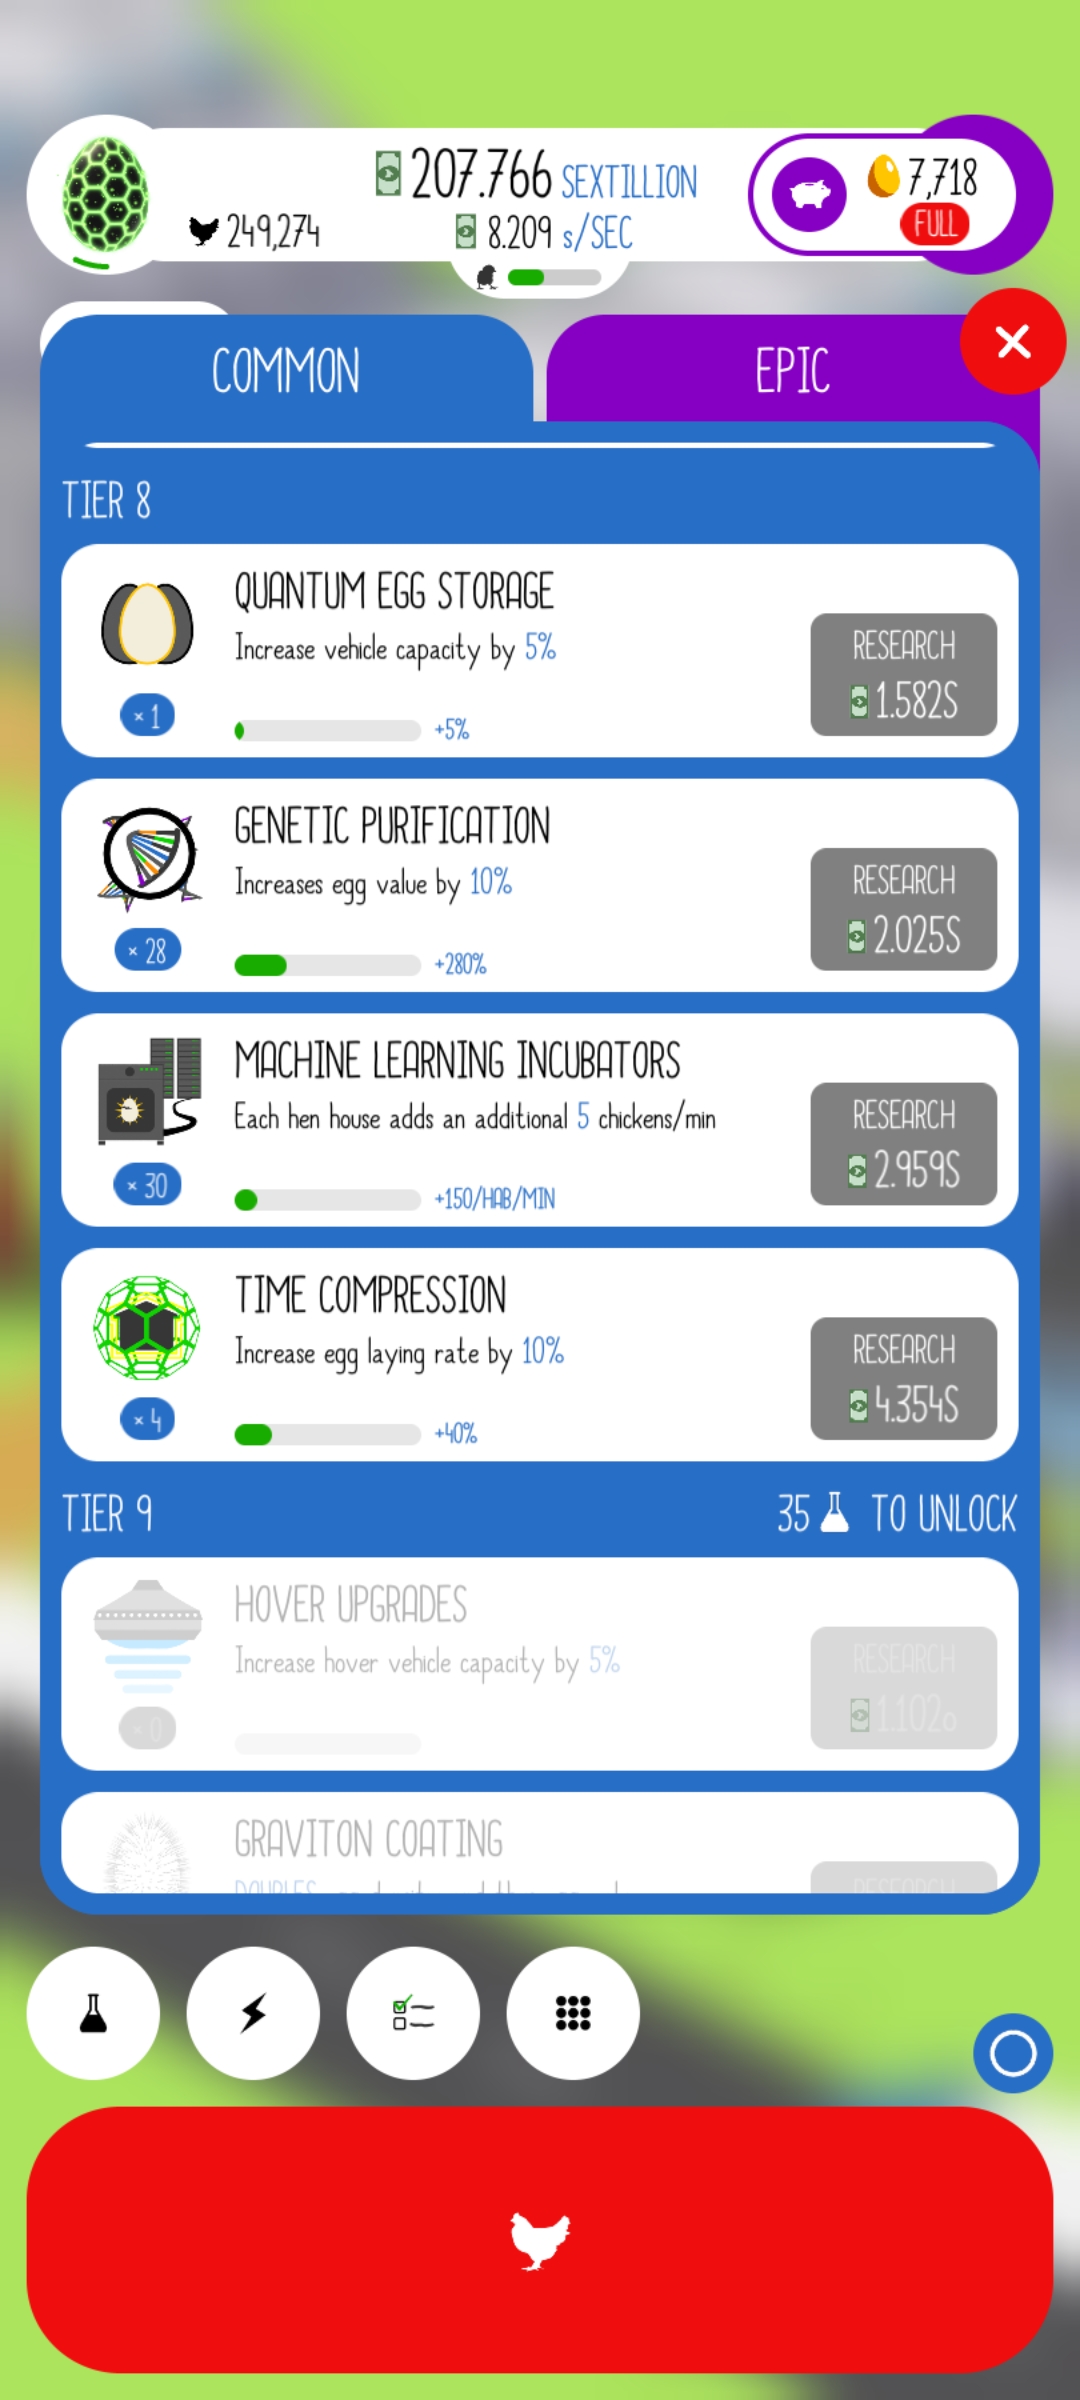 207.766 SEXTILLION
249,274
8.209 s/SEC
7,718
FULL
COMMON
EPIC
TIER 8
QUANTUM EGG STORAGE
Increase vehicle capacity by 5%
× 1
+5%
RESEARCH
1.582S
GENETIC PURIFICATION
Increases egg value by 10%
× 28
+280%
RESEARCH
2.025S
MACHINE LEARNING INCUBATORS
Each hen house adds an additional 5 chickens/min
× 30
+150/HAB/MIN
RESEARCH
2.959S
TIME COMPRESSION
Increase egg laying rate by 10%
× 4
+40%
RESEARCH
4.354S
TIER 9
35 TO UNLOCK
HOVER UPGRADES
Increase hover vehicle capacity by 5%
× 0
RESEARCH
1.102o
GRAVITON COATING
DOUBLES
RESEARCH